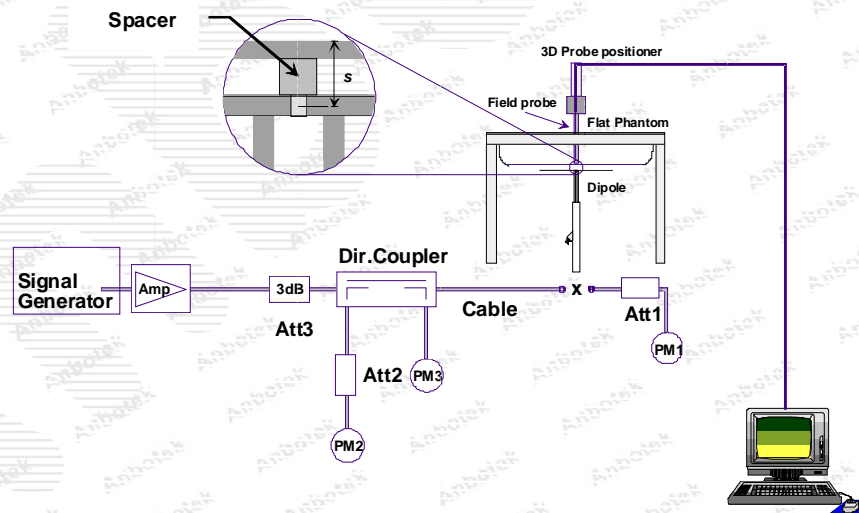 Spacer
s
3D Probe positioner
Field probe
Flat Phantom
Dipole
Dir.Coupler
Signal
Generator
Amp
3dB
Att3
Cable
x
Att1
PM1
Att2
PM3
PM2
Anbotek